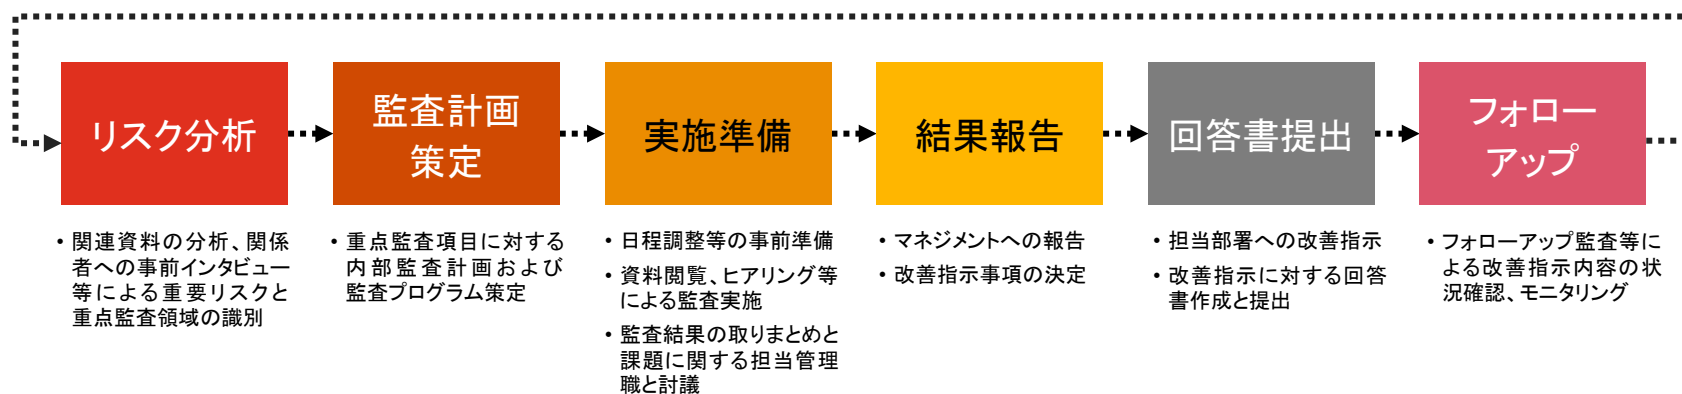 リスク分析
監査計画
策定
実施準備
結果報告
回答書提出
フォロー
アップ
・関連資料の分析、関係
者への事前インタビュー
等による重要リスクと
重点監査領域の識別
・重点監査項目に対する
内部監査計画および
監査プログラム策定
・日程調整等の事前準備
・資料閲覧、ヒアリング等
による監査実施
・監査結果の取りまとめと
課題に関する担当管理
職と討議
・マネジメントへの報告
・改善指示事項の決定
・担当部署への改善指示
・改善指示に対する回答
書作成と提出
・フォローアップ監査等に
よる改善指示内容の状
況確認、モニタリング